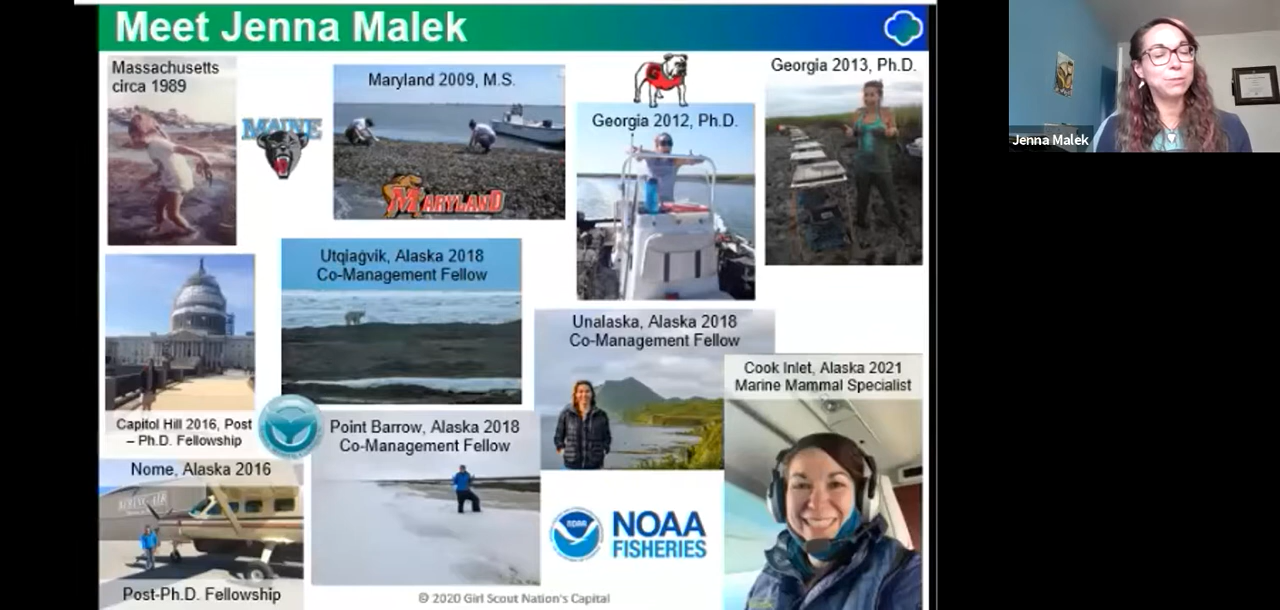 Meet Jenna Malek
Massachusetts
circa 1989
MAINE
Maryland 2009, M.S.
MARYLAND
Georgia 2012, Ph.D.
G
Georgia 2013, Ph.D.
Capitol Hill 2016, Post
– Ph.D. Fellowship
Utqiaġvik, Alaska 2018
Co-Management Fellow
Unalaska, Alaska 2018
Co-Management Fellow
Cook Inlet, Alaska 2021
Marine Mammal Specialist
Point Barrow, Alaska 2018
Co-Management Fellow
Nome, Alaska 2016
Post-Ph.D. Fellowship
NOAA
NOAA
FISHERIES
© 2020 Girl Scout Nation's Capital
Jenna Malek